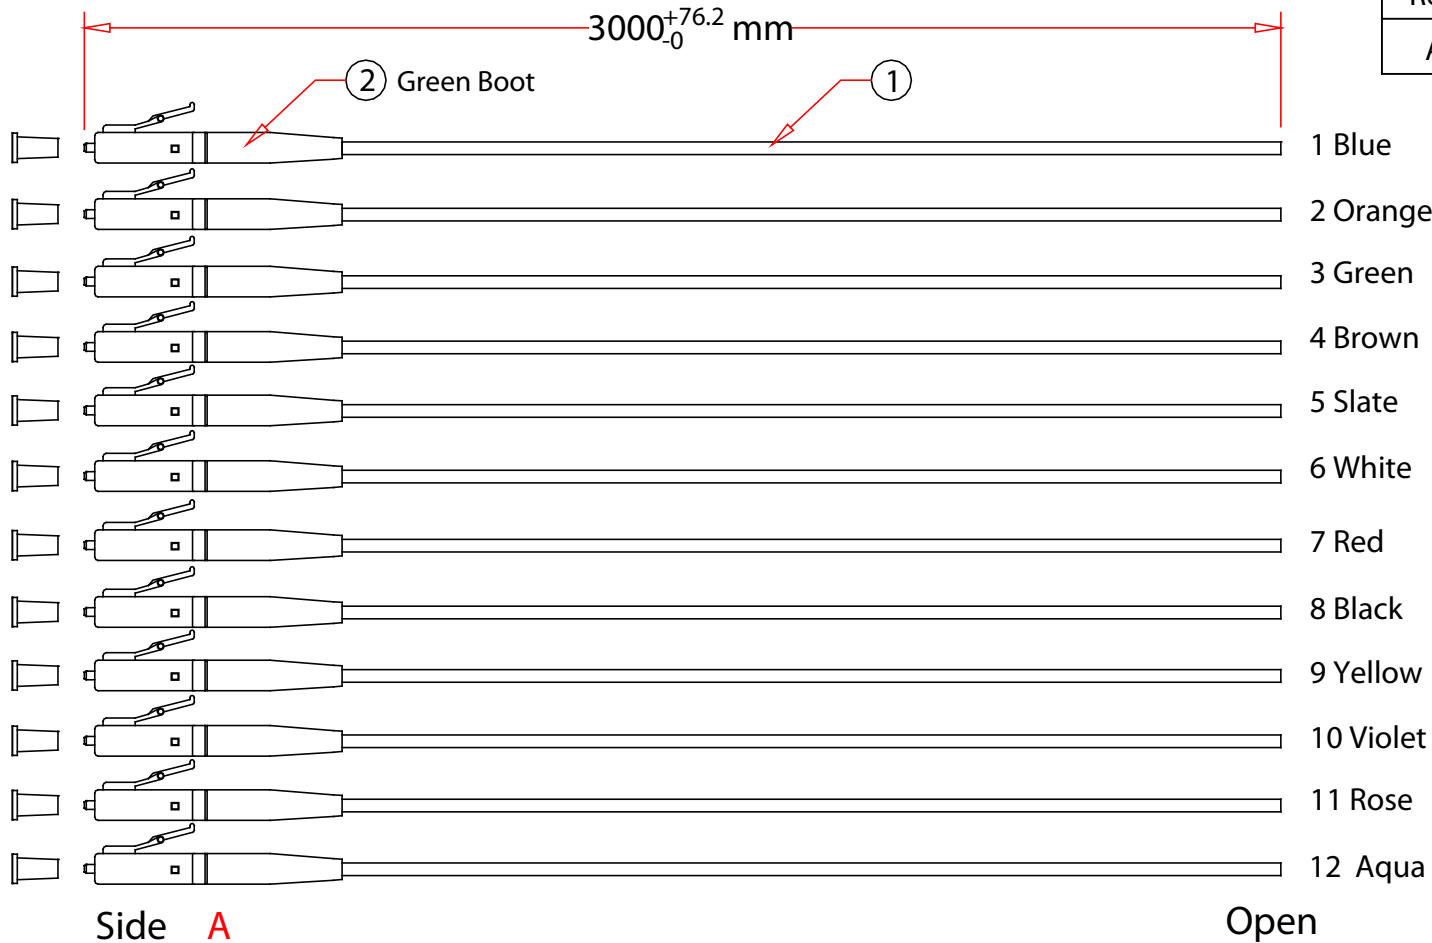 3000 +76.2 -0 mm
2 Green Boot
1
1 Blue
2 Orange
3 Green
4 Brown
5 Slate
6 White
7 Red
8 Black
9 Yellow
10 Violet
11 Rose
12 Aqua
Side A
Open